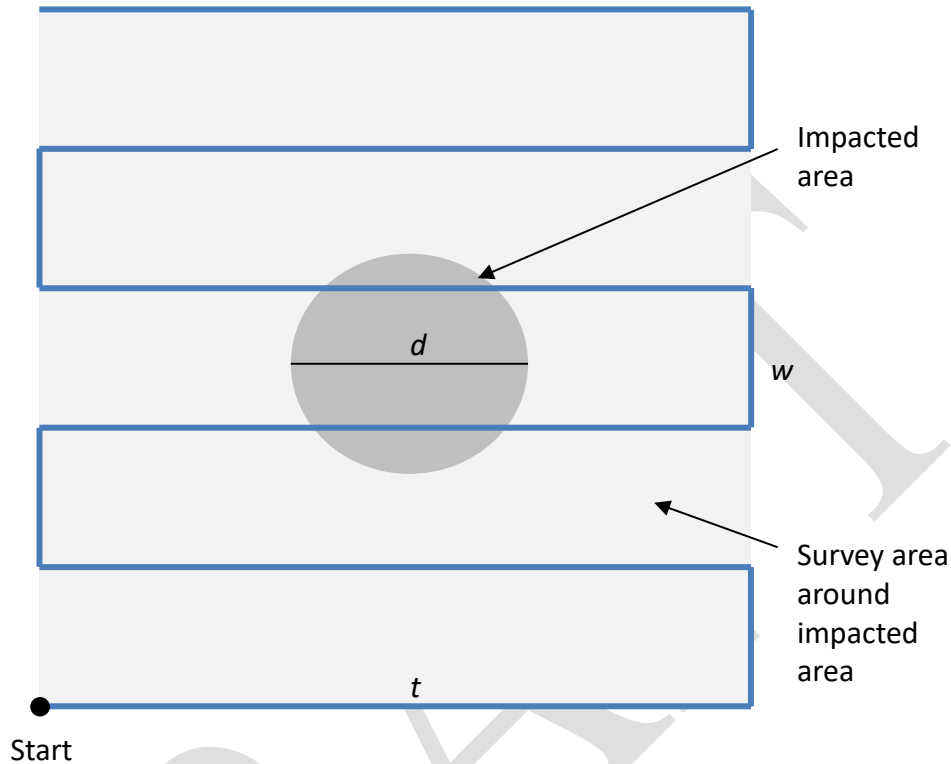 Impacted
area
d
w
Survey area
around
impacted
area
t
Start